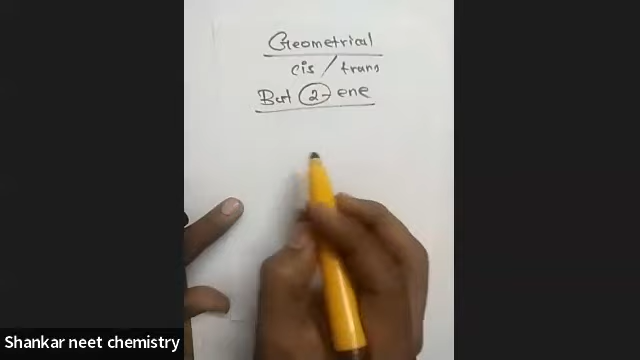 Geometrical
cis / trans
But 2-ene
Shankar neet chemistry